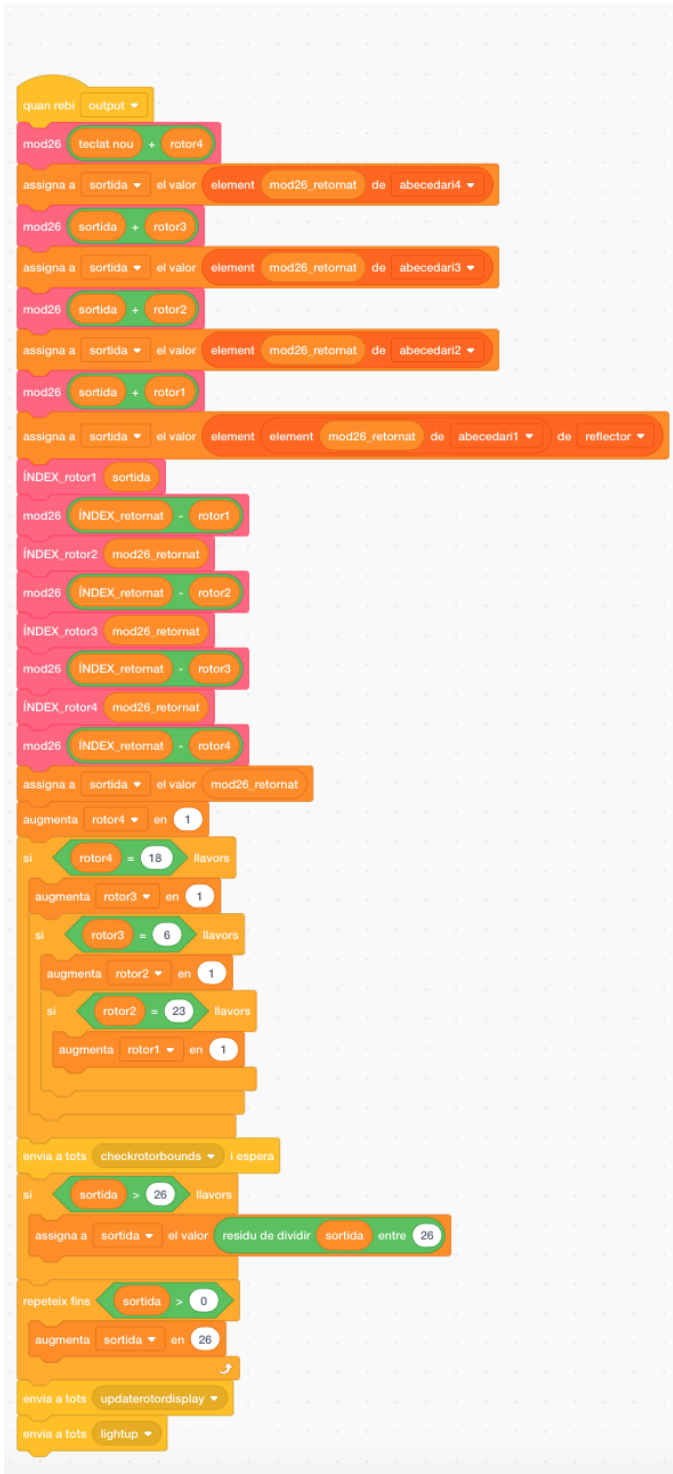 quan rebi output
mod26 teclat nou + rotor4
assigna a sortida el valor element mod26_retornat de abecedari4
mod26 sortida + rotor3
assigna a sortida el valor element mod26_retornat de abecedari3
mod26 sortida + rotor2
assigna a sortida el valor element mod26_retornat de abecedari2
mod26 sortida + rotor1
assigna a sortida el valor element element mod26_retornat de abecedari1 de reflector
ÍNDEX_rotor1 sortida
mod26 ÍNDEX_retornat - rotor1
ÍNDEX_rotor2 mod26_retornat
mod26 ÍNDEX_retornat - rotor2
ÍNDEX_rotor3 mod26_retornat
mod26 ÍNDEX_retornat - rotor3
ÍNDEX_rotor4 mod26_retornat
mod26 ÍNDEX_retornat - rotor4
assigna a sortida el valor mod26_retornat
augmenta rotor4 en 1
si rotor4 = 18 llavors
augmenta rotor3 en 1
si rotor3 = 6 llavors
augmenta rotor2 en 1
si rotor2 = 23 llavors
augmenta rotor1 en 1
envia a tots checkrotorbounds i espera
si sortida > 26 llavors
assigna a sortida el valor residu de dividir sortida entre 26
repeteix fins sortida > 0
augmenta sortida en 26
envia a tots updaterotordisplay
envia a tots lightup